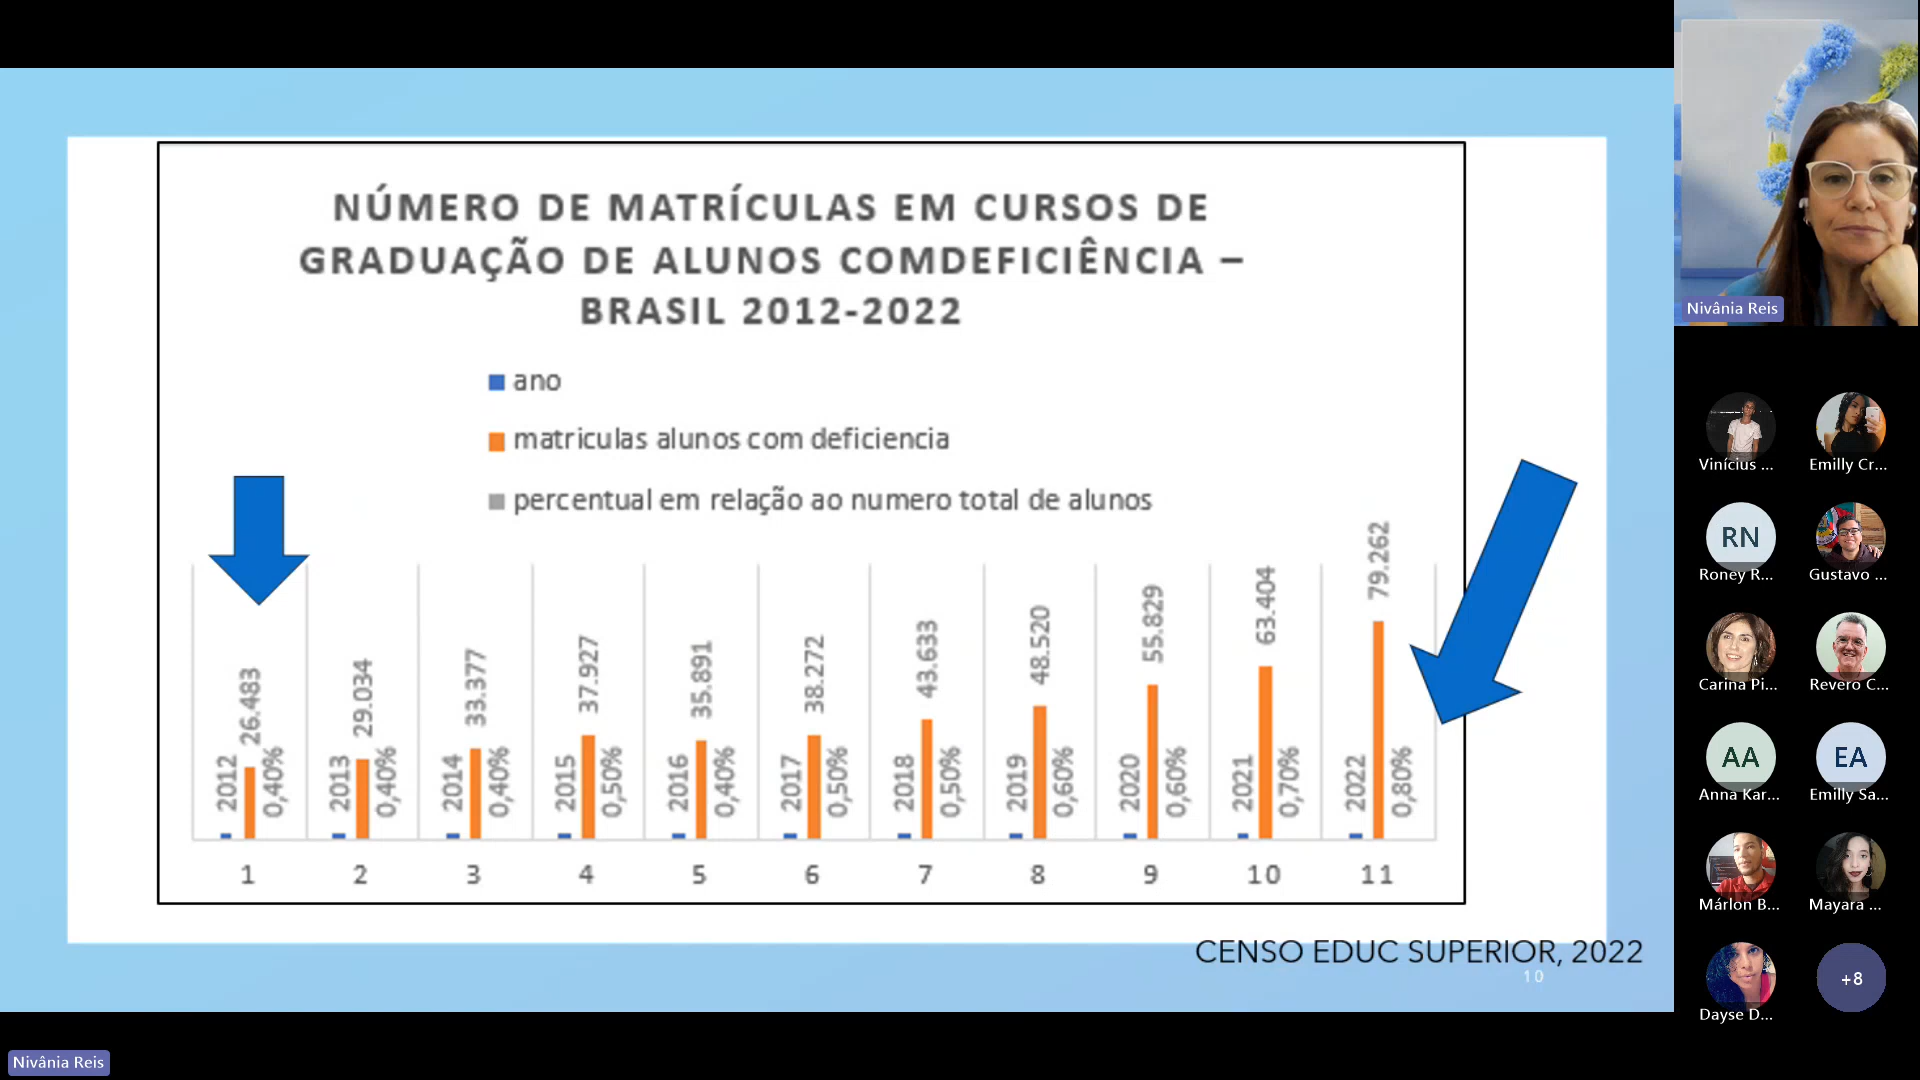 NÚMERO DE MATRÍCULAS EM CURSOS DE
GRADUAÇÃO DE ALUNOS COMDEFICIÊNCIA –
BRASIL 2012-2022
ano
matriculas alunos com deficiencia
percentual em relação ao numero total de alunos
2012 26.483 0,40%
2013 29.034 0,40%
2014 33.377 0,40%
2015 37.927 0,50%
2016 35.891 0,40%
2017 38.272 0,50%
2018 43.633 0,50%
2019 48.520 0,60%
2020 55.829 0,60%
2021 63.404 0,70%
2022 79.262 0,80%
1 2 3 4 5 6 7 8 9 10 11
CENSO EDUC SUPERIOR, 2022
10
Nivânia Reis
Nivânia Reis
Vinícius ...
Emilly Cr...
RN
Roney R...
Gustavo ...
Carina Pi...
Revero C...
AA
Anna Kar...
EA
Emilly Sa...
Márlon B...
Mayara ...
Dayse D...
+8